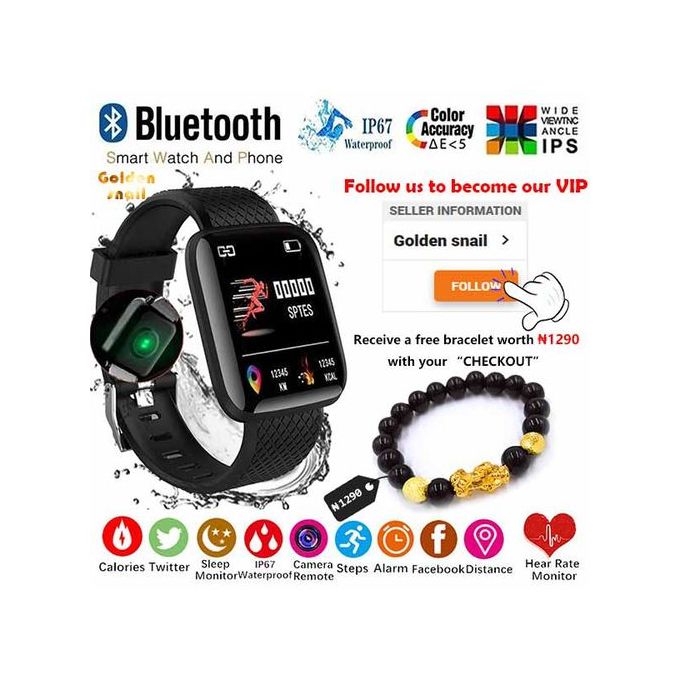 Bluetooth
Smart Watch And Phone
Golden
snail
IP67
Waterproof
Color
Accuracy
ΔE<5
WIDE
VIEWTNC
ANCLE
IPS
Follow us to become our VIP
SELLER INFORMATION
Golden snail >
FOLLOW
Receive a free bracelet worth ₦1290
with your “CHECKOUT”
00000
SPTES
12345
KM
12345
KCAL
₦1290
Calories
Twitter
Sleep
Monitor
IP67
Waterproof
Camera
Remote
Steps
Alarm
Facebook
Distance
Hear Rate
Monitor